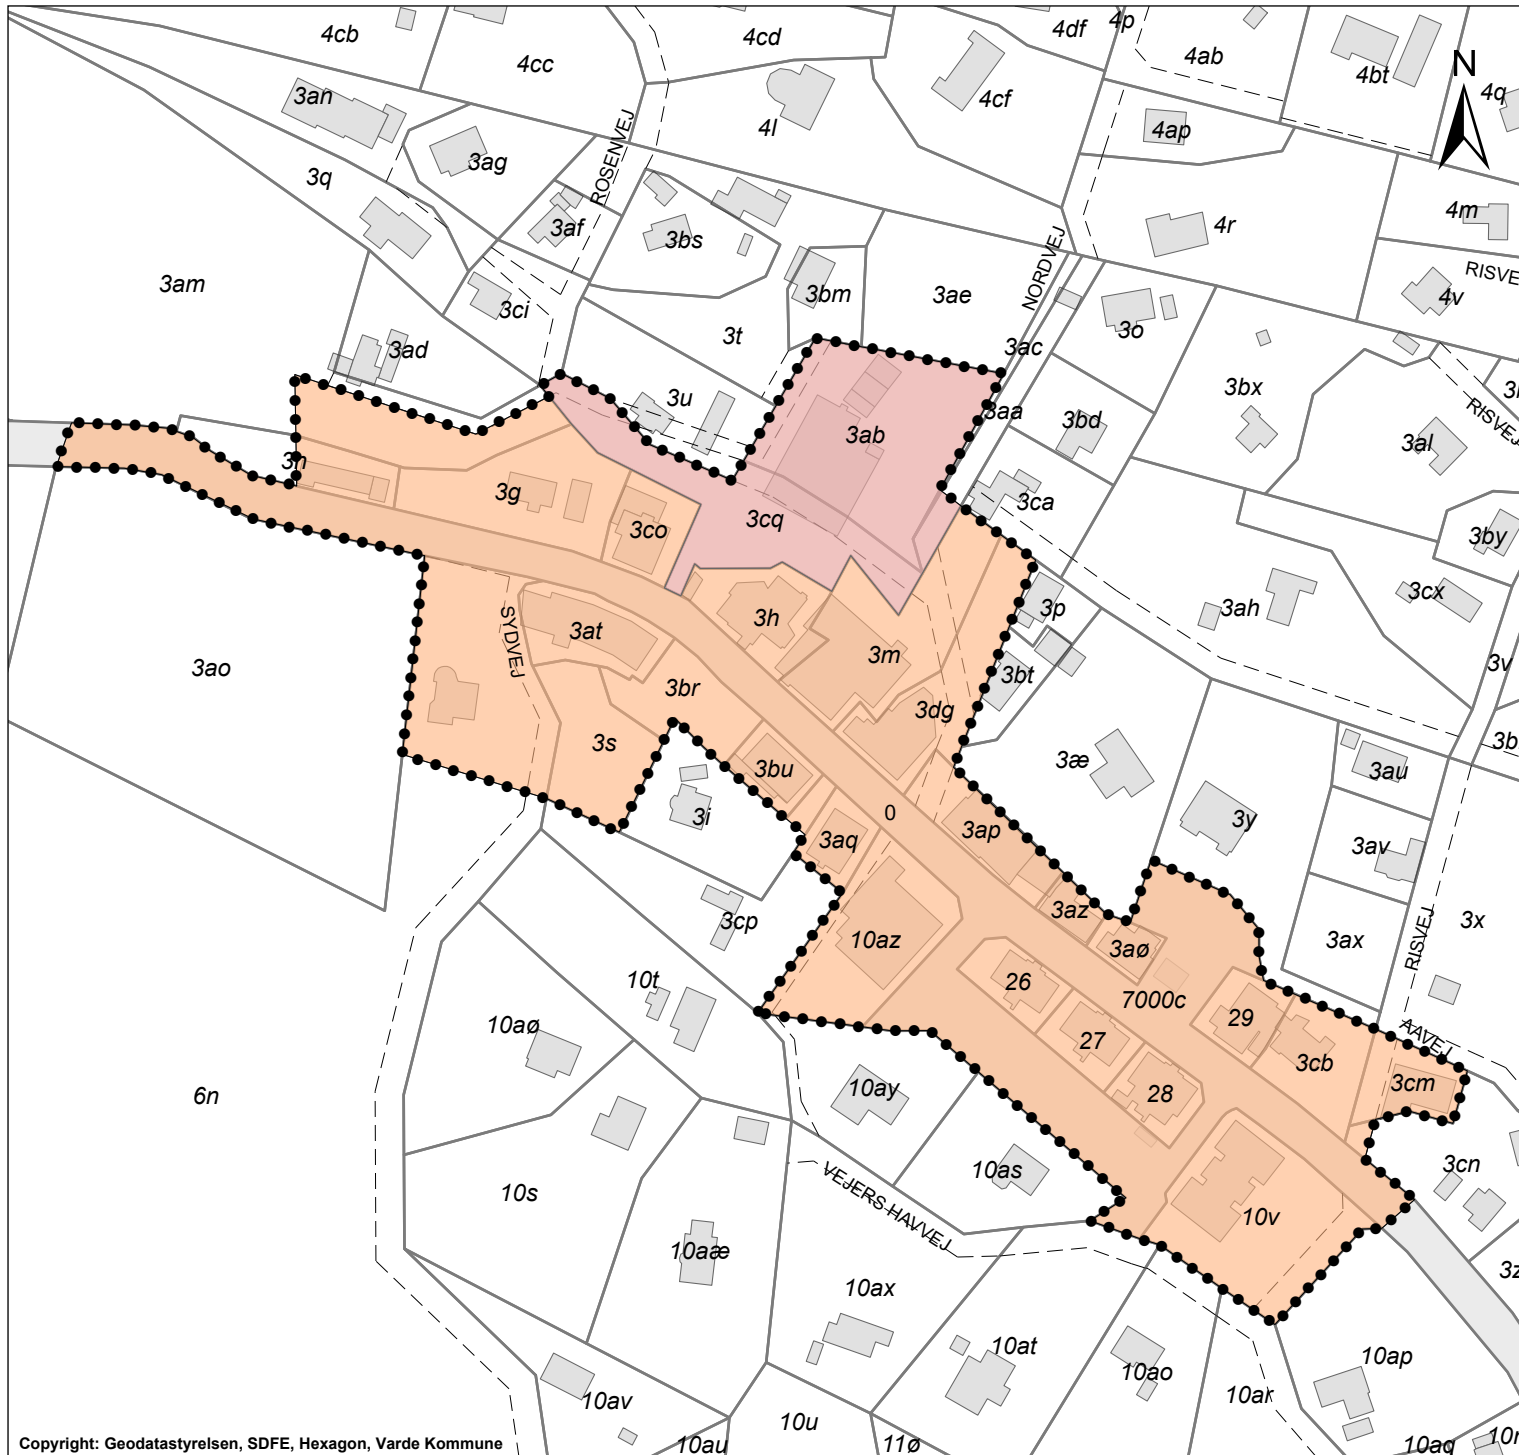 4cb
4cc
4cd
4df
4p
4ab
4bt
N
4q
3an
4l
4cf
4ap
3ag
3q
ROSENVEJ
3af
3bs
4r
4m
3am
3ci
3bm
3ae
NORDVEJ
4v
3t
3ac
3o
3ad
3bx
3u
3aa
3bd
RISVEJ
3ab
3al
3n
3g
3co
3cq
3ca
3by
3cx
3h
3p
3ah
SYDVEJ
3at
3m
3v
3ao
3br
3bt
3dg
3s
3bu
3æ
3au
3i
0
3aq
3ap
3y
3av
3cp
3az
3x
10az
3aø
3ax
RISVEJ
10t
26
7000c
10aø
29
27
3cb
AAVEJ
6n
10ay
28
3cm
10s
VEJERS HAVVEJ
10as
3cn
10v
10aæ
10ax
10at
10ao
10ap
10av
10ar
10u
10au
11ø
10aq
Copyright: Geodatastyrelsen, SDFE, Hexagon, Varde Kommune